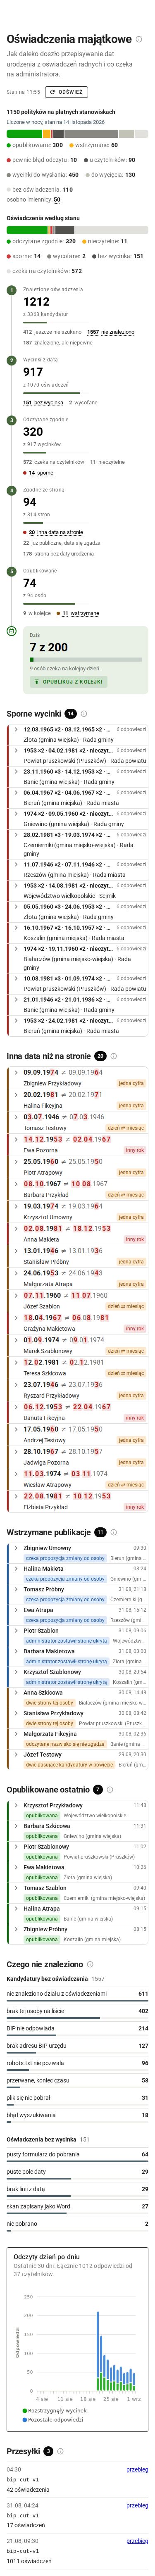 Oświadczenia majątkowe
Jak daleko doszło przepisywanie dat
urodzenia z oświadczeń radnych i co czeka
na administratora.
Stan na 11:55 ODŚWIEŻ
1150 polityków na płatnych stanowiskach
Liczone w nocy, stan na 14 listopada 2026
opublikowane: 300 wstrzymane: 60
pewne błąd odczytu: 10 u czytelników: 90
wycinki do wysłania: 450 do wycięcia: 130
bez oświadczenia: 110
osobno imienniczy: 50
Oświadczenia według stanu
odczytane zgodnie: 320 nieczytelne: 11
sporne: 14 wycofane: 2 bez wycinka: 151
czeka na czytelników: 572
1 Znalezione oświadczenia
1212
z 3368 kandydatur
412 jeszcze nie szukano 1557 nie znaleziono
187 znalezione, ale niepewne
2 Wycinki z datą
917
z 1070 oświadczeń
151 bez wycinka 2 wycofane
3 Odczytane zgodnie
320
z 917 wycinków
572 czeka na czytelników 11 nieczytelne
14 sporne
4 Zgodne ze stroną
94
z 314 stron
20 inna data na stronie
22 już publiczne, data się zgadza
178 strona bez daty urodzenia
5 Opublikowane
74
z 94 osób
9 w kolejce 11 wstrzymane
Dziś
7 z 200
9 osób czeka na kolejny dzień.
OPUBLIKUJ Z KOLEJKI
Sporne wycinki 14
12.03.1965 ×2 · 03.12.1965 ×2 · … 6 odpowiedzi
Złota (gmina wiejska) · Rada gminy
1953 ×2 · 04.02.1981 ×2 · nieczyt… 6 odpowiedzi
Powiat pruszkowski (Pruszków) · Rada powiatu
23.11.1960 ×3 · 14.12.1953 ×2 · … 6 odpowiedzi
Banie (gmina wiejska) · Rada gminy
06.04.1967 ×2 · 04.06.1967 ×2 · … 6 odpowiedzi
Bieruń (gmina miejska) · Rada miasta
1974 ×2 · 09.05.1960 ×2 · nieczyt… 6 odpowiedzi
Gniewino (gmina wiejska) · Rada gminy
28.02.1981 ×3 · 19.03.1974 ×2 · … 6 odpowiedzi
Czernierniki (gmina miejsko-wiejska) · Rada
gminy
11.07.1946 ×2 · 07.11.1946 ×2 · … 6 odpowiedzi
Rzeszów (gmina miejska) · Rada miasta
1953 ×2 · 14.08.1981 ×2 · nieczyt… 6 odpowiedzi
Województwo wielkopolskie · Sejmik
05.05.1960 ×3 · 24.06.1953 ×2 · … 6 odpowiedzi
Złota (gmina wiejska) · Rada gminy
16.10.1967 ×2 · 16.10.1957 ×2 · … 6 odpowiedzi
Koszalin (gmina miejska) · Rada miasta
1974 ×2 · 19.11.1960 ×2 · nieczyt… 6 odpowiedzi
Białaczów (gmina miejsko-wiejska) · Rada
gminy
10.08.1981 ×3 · 01.09.1974 ×2 · … 6 odpowiedzi
Powiat pruszkowski (Pruszków) · Rada powiatu
21.01.1946 ×2 · 21.01.1936 ×2 · … 6 odpowiedzi
Banie (gmina wiejska) · Rada gminy
1953 ×2 · 24.02.1981 ×2 · nieczyt… 6 odpowiedzi
Bieruń (gmina miejska) · Rada miasta
Inna data niż na stronie 20
09.09.1974 ≠ 09.09.1964
Zbigniew Przykładowy jedna cyfra
20.02.1981 ≠ 20.02.1971
Halina Fikcyjna jedna cyfra
03.07.1946 ≠ 07.03.1946
Tomasz Testowy dzień ⇄ miesiąc
14.12.1953 ≠ 02.04.1967
Ewa Pozorna inny rok
25.05.1960 ≠ 25.05.1950
Piotr Atrapowy jedna cyfra
08.10.1967 ≠ 10.08.1967
Barbara Przykład dzień ⇄ miesiąc
19.03.1974 ≠ 19.03.1964
Krzysztof Umowny jedna cyfra
02.08.1981 ≠ 18.12.1953
Anna Makieta inny rok
13.01.1946 ≠ 13.01.1936
Stanisław Próbny jedna cyfra
24.06.1953 ≠ 24.06.1943
Małgorzata Atrapa jedna cyfra
07.11.1960 ≠ 11.07.1960
Józef Szablon dzień ⇄ miesiąc
18.04.1967 ≠ 06.08.1981
Grażyna Makietowa inny rok
01.09.1974 ≠ 09.01.1974
Marek Szablonowy dzień ⇄ miesiąc
12.02.1981 ≠ 02.12.1981
Teresa Szkicowa dzień ⇄ miesiąc
23.07.1946 ≠ 23.07.1936
Ryszard Przykładowy jedna cyfra
06.12.1953 ≠ 22.04.1967
Danuta Fikcyjna inny rok
17.05.1960 ≠ 17.05.1950
Andrzej Testowy jedna cyfra
28.10.1967 ≠ 28.10.1957
Jadwiga Pozorna jedna cyfra
11.03.1974 ≠ 03.11.1974
Wiesław Atrapowy dzień ⇄ miesiąc
22.08.1981 ≠ 10.12.1953
Elżbieta Przykład inny rok
Wstrzymane publikacje 11
Zbigniew Umowny 09:30
czeka propozycja zmiany od osoby Bieruń (gmina …
Halina Makieta 03:24
czeka propozycja zmiany od osoby Gniewino (gmi…
Tomasz Próbny 31.08, 21:18
czeka propozycja zmiany od osoby Czernierniki (g…
Ewa Atrapa 31.08, 15:12
czeka propozycja zmiany od osoby Rzeszów (gmi…
Piotr Szablon 31.08, 09:06
administrator zostawił stronę ukrytą Województw…
Barbara Makietowa 31.08, 03:00
administrator zostawił stronę ukrytą Złota (gmina …
Krzysztof Szablonowy 30.08, 20:54
administrator zostawił stronę ukrytą Koszalin (gmi…
Anna Szkicowa 30.08, 14:48
dwie strony tej osoby Białaczów (gmina miejsko-w…
Stanisław Przykładowy 30.08, 08:42
dwie strony tej osoby Powiat pruszkowski (Prusz…
Małgorzata Fikcyjna 30.08, 02:36
odczytane nazwisko się nie zgadza Banie (gmina…
Józef Testowy 29.08, 20:30
dwie pasujące kandydatury w mieście Bieruń (gmi…
Opublikowane ostatnio 7
Krzysztof Przykładowy 11:48
opublikowana Województwo wielkopolskie
Barbara Szkicowa 11:31
opublikowana Gniewino (gmina wiejska)
Piotr Szablonowy 11:02
opublikowana Powiat pruszkowski (Pruszków)
Ewa Makietowa 10:26
opublikowana Złota (gmina wiejska)
Tomasz Szablon 09:40
opublikowana Czernierniki (gmina miejsko-wiejska)
Halina Atrapa 09:15
opublikowana Banie (gmina wiejska)
Zbigniew Próbny 08:15
opublikowana Koszalin (gmina miejska)
Czego nie znaleziono
Kandydatury bez oświadczenia 1557
nie znaleziono działu z oświadczeniami 611
brak tej osoby na liście 402
BIP nie odpowiada 214
brak adresu BIP urzędu 127
robots.txt nie pozwala 96
przerwane, koniec czasu 58
plik się nie pobrał 31
błąd wyszukiwania 18
Oświadczenia bez wycinka 151
pusty formularz do pobrania 64
puste pole daty 29
brak linii z datą 29
skan zapisany jako Word 27
nie pobrano 2
Odczyty dzień po dniu
Ostatnie 30 dni. Łącznie 1012 odpowiedzi od
37 czytelników.
Odpowiedzi
250
200
150
100
50
0
4 sie 11 sie 18 sie 25 sie 1 wrz
Rozstrzygnięty wycinek
Pozostałe odpowiedzi
Przesyłki 3
04:30 przebieg
bip-cut-v1
42 oświadczenia
31.08, 04:24 przebieg
bip-cut-v1
17 oświadczeń
21.08, 09:30 przebieg
bip-cut-v1
1011 oświadczeń